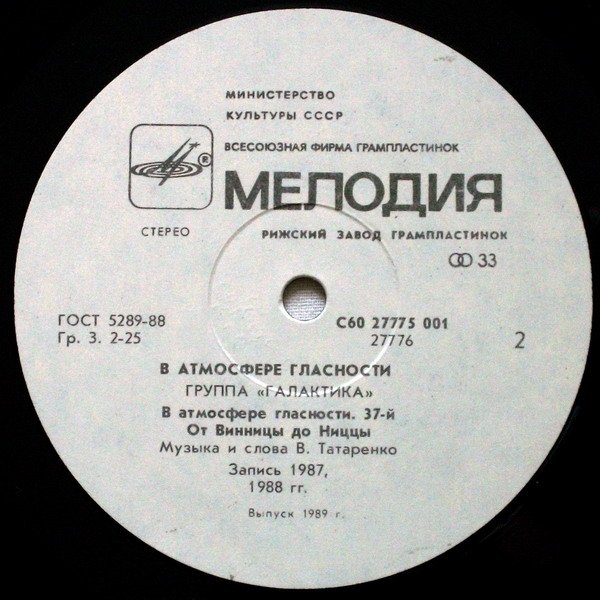 МИНИСТЕРСТВО
КУЛЬТУРЫ СССР
ВСЕСОЮЗНАЯ ФИРМА ГРАМПЛАСТИНОК
®
МЕЛОДИЯ
СТЕРЕО
РИЖСКИЙ ЗАВОД ГРАМПЛАСТИНОК
33
ГОСТ 5289-88
Гр. 3. 2-25
С60 27775 001
27776
2
В АТМОСФЕРЕ ГЛАСНОСТИ
ГРУППА «ГАЛАКТИКА»
В атмосфере гласности. 37-й
От Винницы до Ниццы
Музыка и слова В. Татаренко
Запись 1987,
1988 гг.
Выпуск 1989 г.